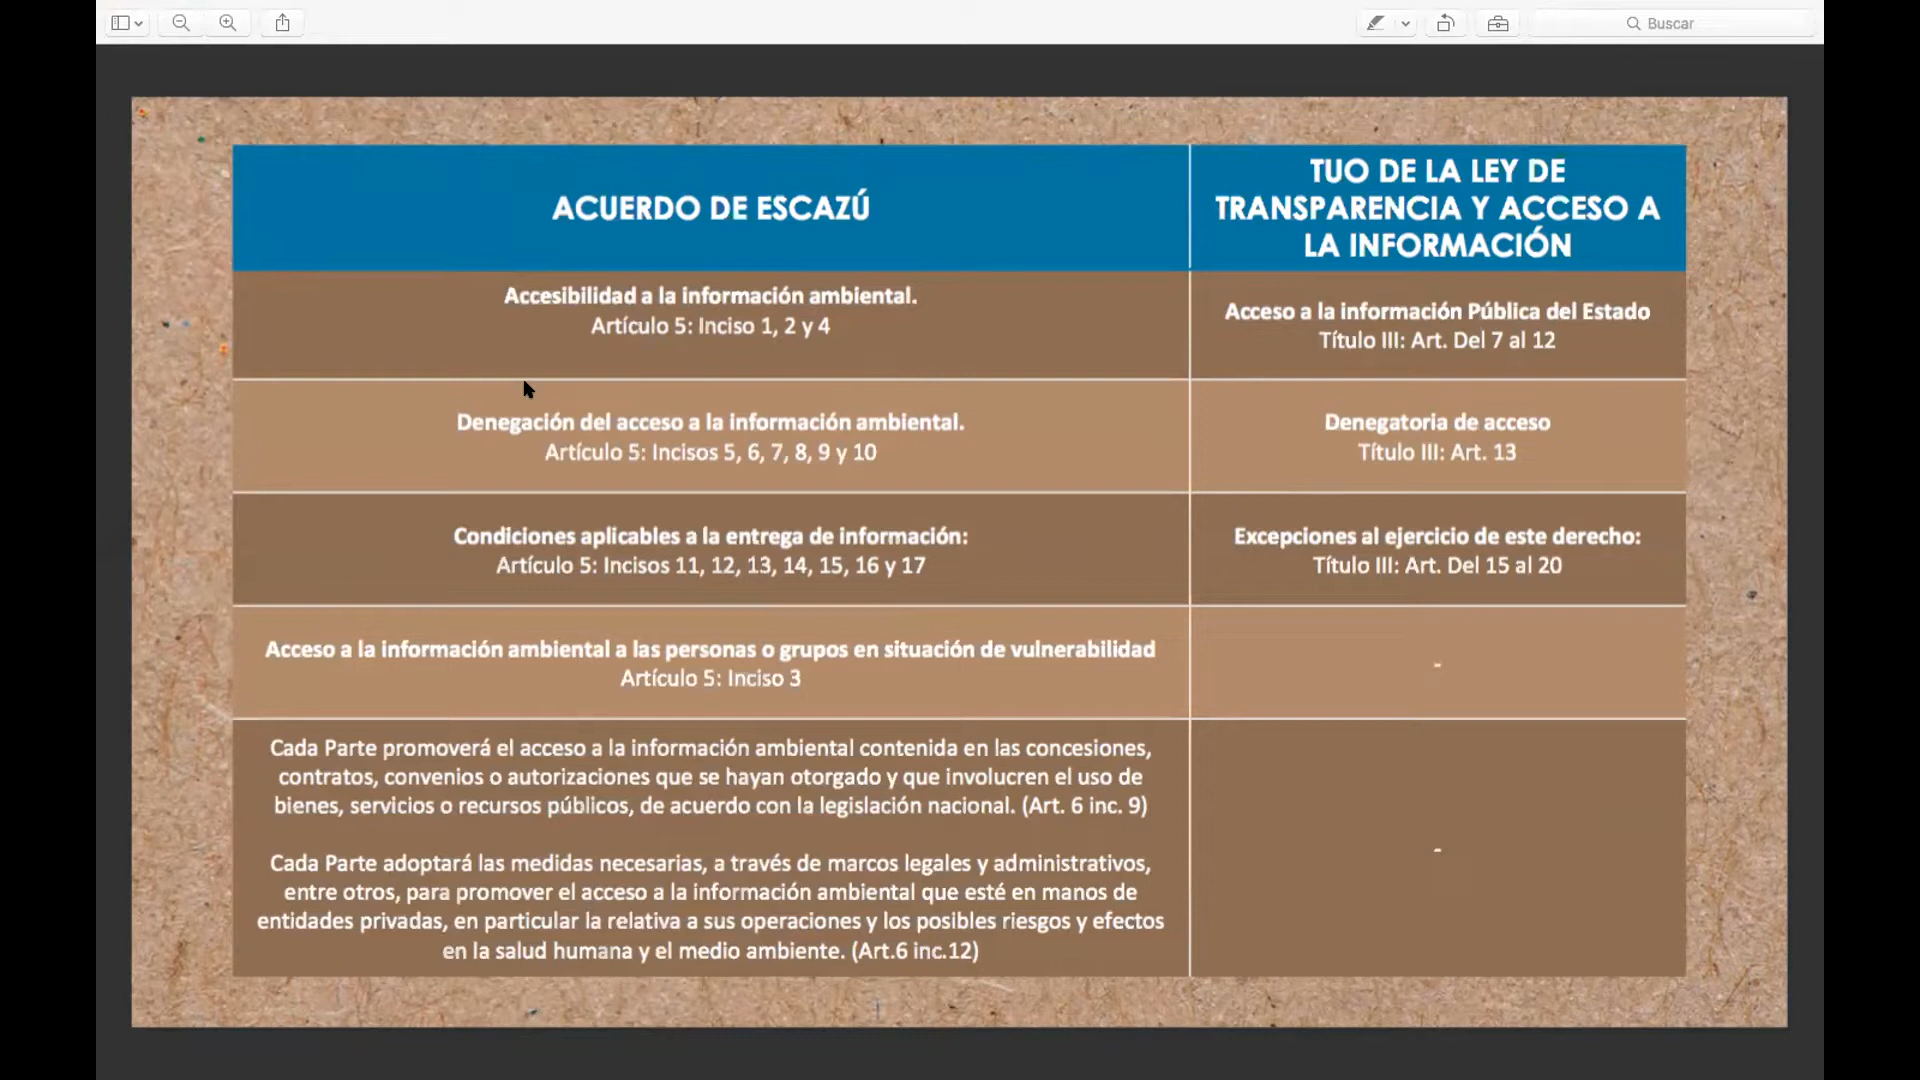 Buscar
ACUERDO DE ESCAZÚ
TUO DE LA LEY DE
TRANSPARENCIA Y ACCESO A
LA INFORMACIÓN
Accesibilidad a la información ambiental.
Artículo 5: Inciso 1, 2 y 4
Acceso a la información Pública del Estado
Título III: Art. Del 7 al 12
Denegación del acceso a la información ambiental.
Artículo 5: Incisos 5, 6, 7, 8, 9 y 10
Denegatoria de acceso
Título III: Art. 13
Condiciones aplicables a la entrega de información:
Artículo 5: Incisos 11, 12, 13, 14, 15, 16 y 17
Excepciones al ejercicio de este derecho:
Título III: Art. Del 15 al 20
Acceso a la información ambiental a las personas o grupos en situación de vulnerabilidad
Artículo 5: Inciso 3
-
Cada Parte promoverá el acceso a la información ambiental contenida en las concesiones,
contratos, convenios o autorizaciones que se hayan otorgado y que involucren el uso de
bienes, servicios o recursos públicos, de acuerdo con la legislación nacional. (Art. 6 inc. 9)
Cada Parte adoptará las medidas necesarias, a través de marcos legales y administrativos,
entre otros, para promover el acceso a la información ambiental que esté en manos de
entidades privadas, en particular la relativa a sus operaciones y los posibles riesgos y efectos
en la salud humana y el medio ambiente. (Art.6 inc.12)
-